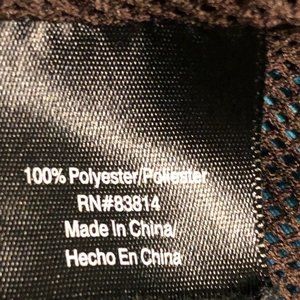 100% Polyester/Poliester
RN#83814
Made In China/
Hecho En China